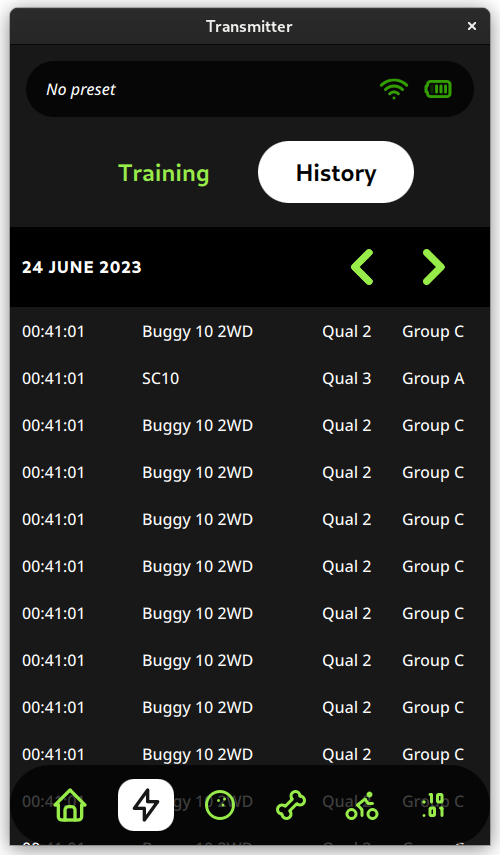 Transmitter
No preset
Training History
24 JUNE 2023
00:41:01 Buggy 10 2WD Qual 2 Group C
00:41:01 SC10 Qual 3 Group A
00:41:01 Buggy 10 2WD Qual 2 Group C
00:41:01 Buggy 10 2WD Qual 2 Group C
00:41:01 Buggy 10 2WD Qual 2 Group C
00:41:01 Buggy 10 2WD Qual 2 Group C
00:41:01 Buggy 10 2WD Qual 2 Group C
00:41:01 Buggy 10 2WD Qual 2 Group C
00:41:01 Buggy 10 2WD Qual 2 Group C
00:41:01 Buggy 10 2WD Qual 2 Group C